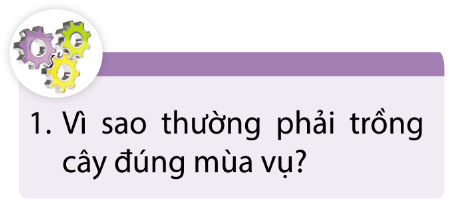 1. Vì sao thường phải trồng
cây đúng mùa vụ?